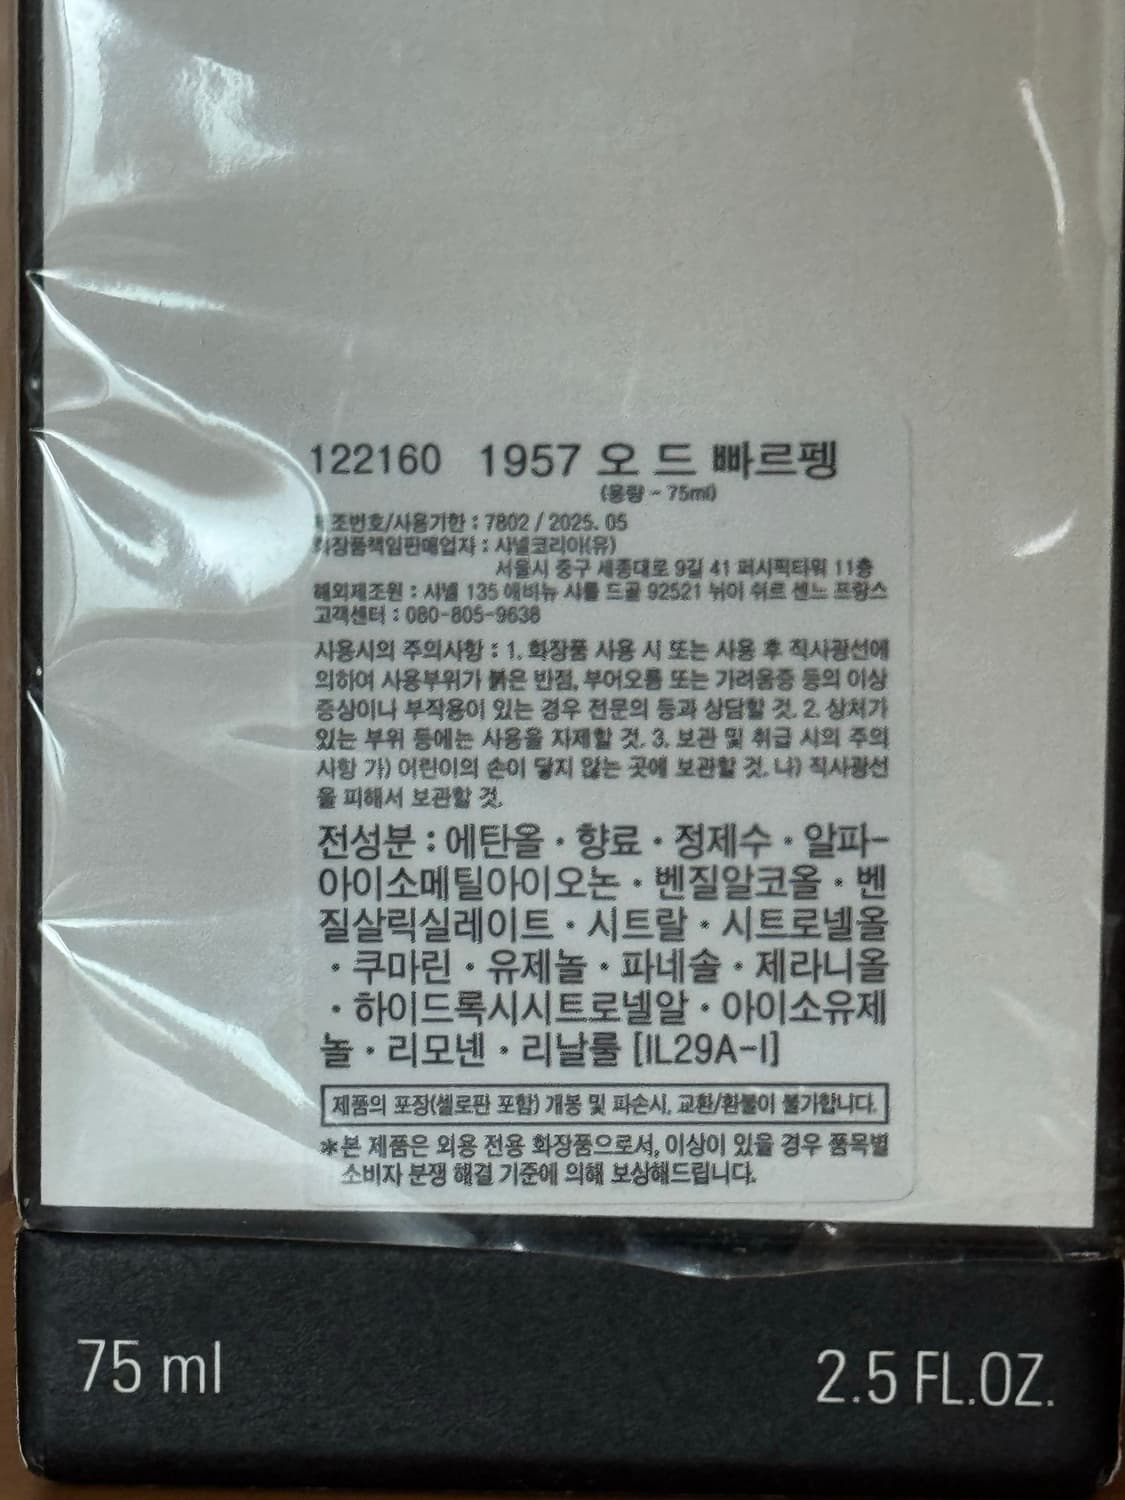 122160 1957 오 드 빠르펭
(용량 - 75ml)
제조번호/사용기한 : 7802 / 2025. 05
화장품책임판매업자 : 샤넬코리아(유)
서울시 중구 세종대로 9길 41 퍼시픽타워 11층
해외제조원 : 샤넬 135 애비뉴 샤를 드골 92521 뉘이 쉬르 센느 프랑스
고객센터 : 080-805-9638
사용시의 주의사항 : 1. 화장품 사용 시 또는 사용 후 직사광선에
의하여 사용부위가 붉은 반점, 부어오름 또는 가려움증 등의 이상
증상이나 부작용이 있는 경우 전문의 등과 상담할 것. 2. 상처가
있는 부위 등에는 사용을 자제할 것. 3. 보관 및 취급 시의 주의
사항 가) 어린이의 손이 닿지 않는 곳에 보관할 것. 나) 직사광선
을 피해서 보관할 것.
전성분 : 에탄올 · 향료 · 정제수 · 알파-
아이소메틸아이오논 · 벤질알코올 · 벤
질살릭실레이트 · 시트랄 · 시트로넬올
· 쿠마린 · 유제놀 · 파네솔 · 제라니올
· 하이드록시시트로넬알 · 아이소유제
놀 · 리모넨 · 리날룰 [IL29A-I]
제품의 포장(셀로판 포함) 개봉 및 파손시, 교환/환불이 불가합니다.
*본 제품은 외용 전용 화장품으로서, 이상이 있을 경우 품목별
소비자 분쟁 해결 기준에 의해 보상해드립니다.
75 ml
2.5 FL.OZ.